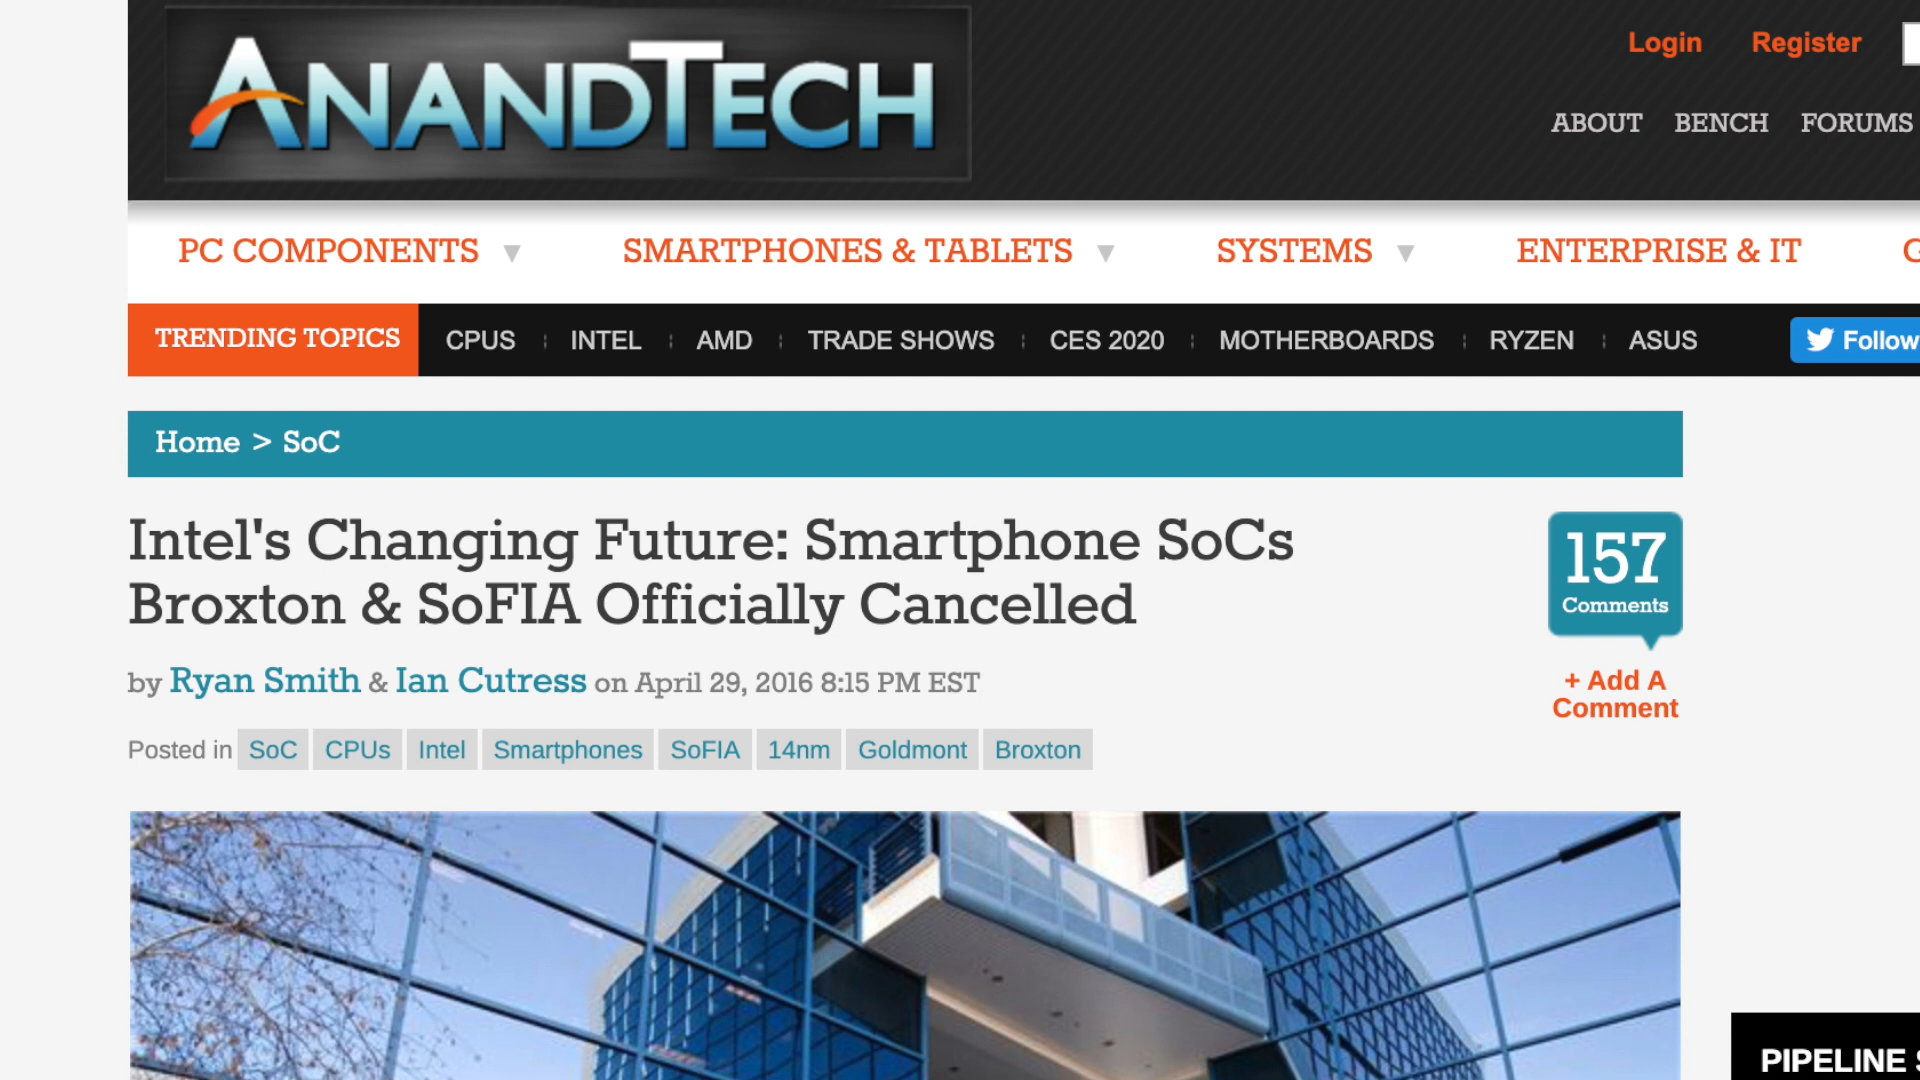 ANANDTECH
Login Register
ABOUT BENCH FORUMS
PC COMPONENTS ▼ SMARTPHONES & TABLETS ▼ SYSTEMS ▼ ENTERPRISE & IT
TRENDING TOPICS CPUS INTEL AMD TRADE SHOWS CES 2020 MOTHERBOARDS RYZEN ASUS Follow
Home > SoC
Intel's Changing Future: Smartphone SoCs
Broxton & SoFIA Officially Cancelled
157
Comments
+ Add A
Comment
by Ryan Smith & Ian Cutress on April 29, 2016 8:15 PM EST
Posted in SoC CPUs Intel Smartphones SoFIA 14nm Goldmont Broxton
PIPELINE